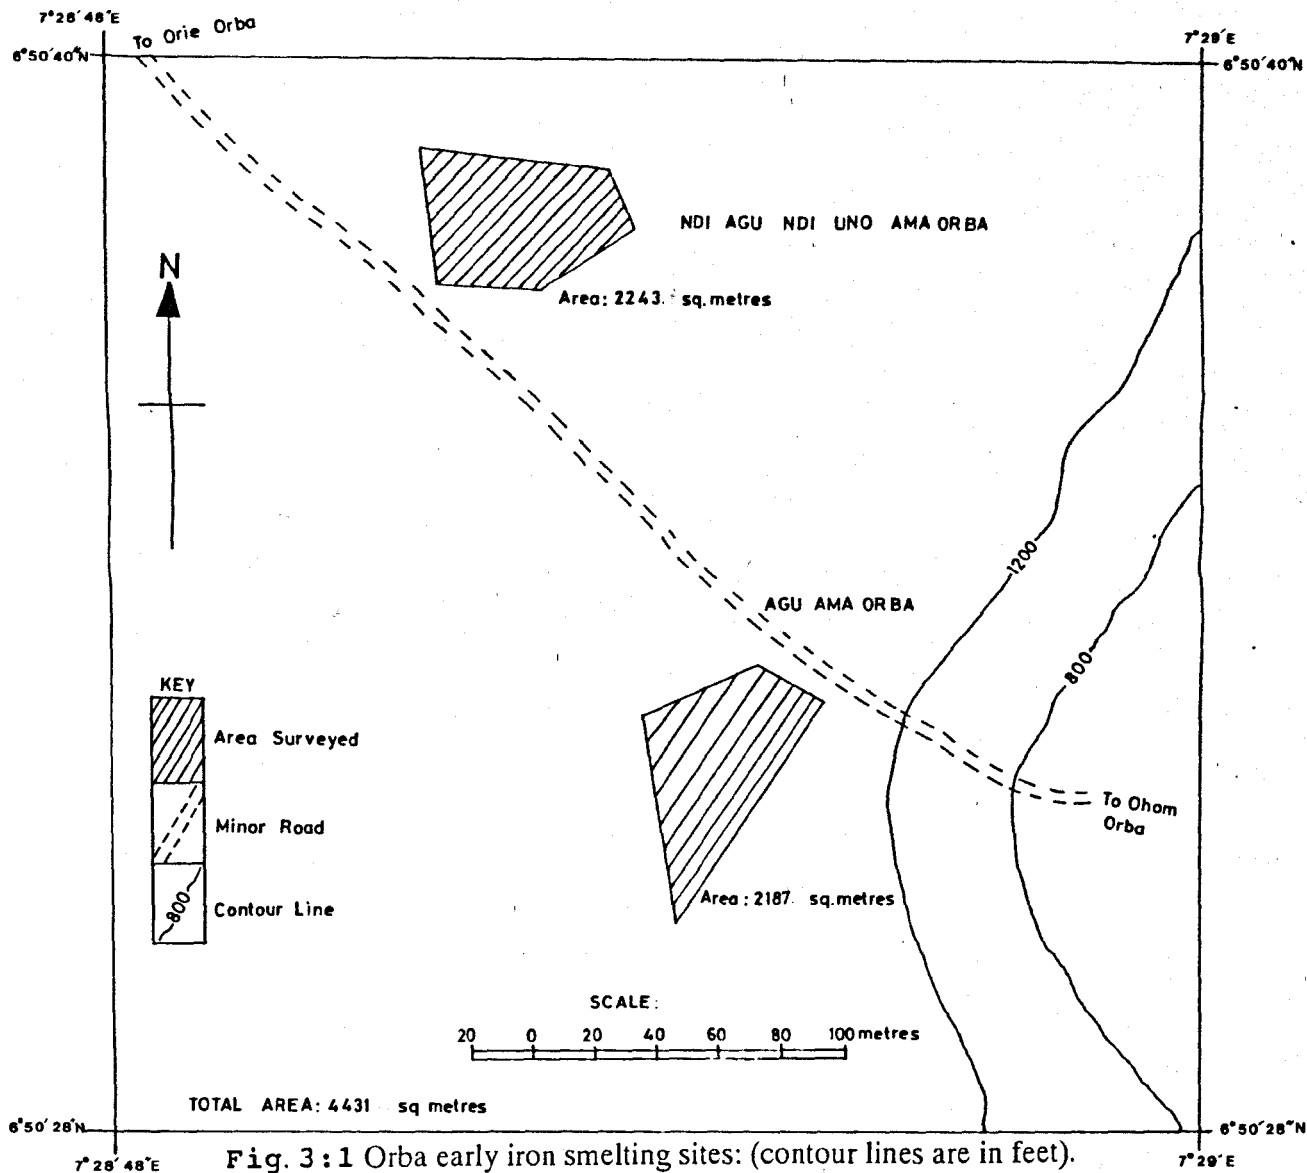 7°28′48″E
To Orie Orba
7°29′E
6°50′40″N
6°50′40″N
NDI AGU NDI UNO AMA ORBA
N
Area: 2243. sq. metres
1200
AGU AMA ORBA
800
KEY
Area Surveyed
To Ohom
Orba
Minor Road
Area: 2187. sq. metres
800
Contour Line
SCALE:
20 0 20 40 60 80 100 metres
TOTAL AREA: 4431 sq metres
6°50′28″N
6°50′28″N
7°28′48″E
Fig. 3:1 Orba early iron smelting sites: (contour lines are in feet).
7°29′E